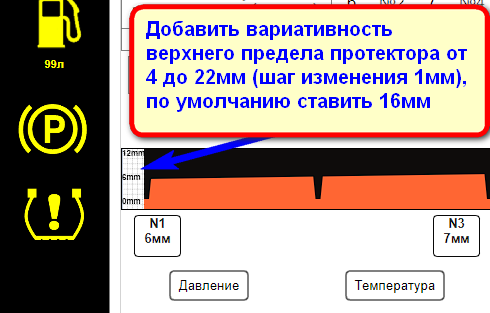 Добавить вариативность
верхнего предела протектора от
4 до 22мм (шаг изменения 1мм),
по умолчанию ставить 16мм
99л
P
12mm
6mm
0mm
N1
6мм
N3
7мм
Давление
Температура